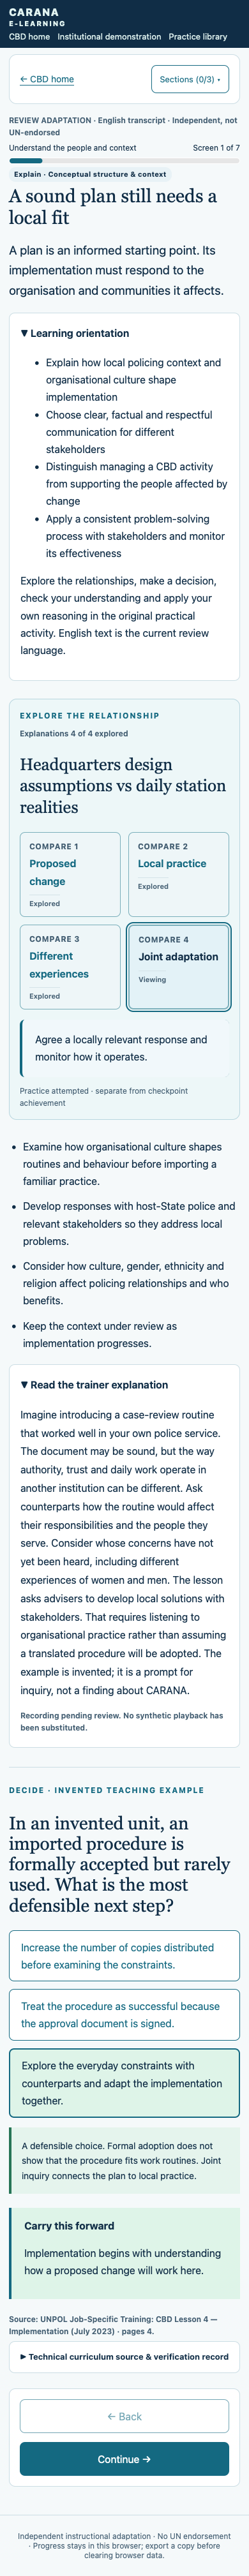 CARANA
E-LEARNING
CBD home Institutional demonstration Practice library
← CBD home
Sections (0/3) •
REVIEW ADAPTATION · English transcript · Independent, not
UN-endorsed
Understand the people and context
Screen 1 of 7
Explain · Conceptual structure & context
A sound plan still needs a
local fit
A plan is an informed starting point. Its
implementation must respond to the
organisation and communities it affects.
▼ Learning orientation
• Explain how local policing context and
organisational culture shape
implementation
• Choose clear, factual and respectful
communication for different
stakeholders
• Distinguish managing a CBD activity
from supporting the people affected by
change
• Apply a consistent problem-solving
process with stakeholders and monitor
its effectiveness
Explore the relationships, make a decision,
check your understanding and apply your
own reasoning in the original practical
activity. English text is the current review
language.
EXPLORE THE RELATIONSHIP
Explanations 4 of 4 explored
Headquarters design
assumptions vs daily station
realities
COMPARE 1
Proposed
change
Explored
COMPARE 2
Local practice
Explored
COMPARE 3
Different
experiences
Explored
COMPARE 4
Joint adaptation
Viewing
Agree a locally relevant response and
monitor how it operates.
Practice attempted · separate from checkpoint
achievement
• Examine how organisational culture shapes
routines and behaviour before importing a
familiar practice.
• Develop responses with host-State police and
relevant stakeholders so they address local
problems.
• Consider how culture, gender, ethnicity and
religion affect policing relationships and who
benefits.
• Keep the context under review as
implementation progresses.
▼ Read the trainer explanation
Imagine introducing a case-review routine
that worked well in your own police service.
The document may be sound, but the way
authority, trust and daily work operate in
another institution can be different. Ask
counterparts how the routine would affect
their responsibilities and the people they
serve. Consider whose concerns have not
yet been heard, including different
experiences of women and men. The lesson
asks advisers to develop local solutions with
stakeholders. That requires listening to
organisational practice rather than assuming
a translated procedure will be adopted. The
example is invented; it is a prompt for
inquiry, not a finding about CARANA.
Recording pending review. No synthetic playback has
been substituted.
DECIDE · INVENTED TEACHING EXAMPLE
In an invented unit, an
imported procedure is
formally accepted but rarely
used. What is the most
defensible next step?
Increase the number of copies distributed
before examining the constraints.
Treat the procedure as successful because
the approval document is signed.
Explore the everyday constraints with
counterparts and adapt the implementation
together.
A defensible choice. Formal adoption does not
show that the procedure fits work routines. Joint
inquiry connects the plan to local practice.
Carry this forward
Implementation begins with understanding
how a proposed change will work here.
Source: UNPOL Job-Specific Training: CBD Lesson 4 —
Implementation (July 2023) · pages 4.
▶ Technical curriculum source & verification record
← Back
Continue →
Independent instructional adaptation · No UN endorsement
· Progress stays in this browser; export a copy before
clearing browser data.